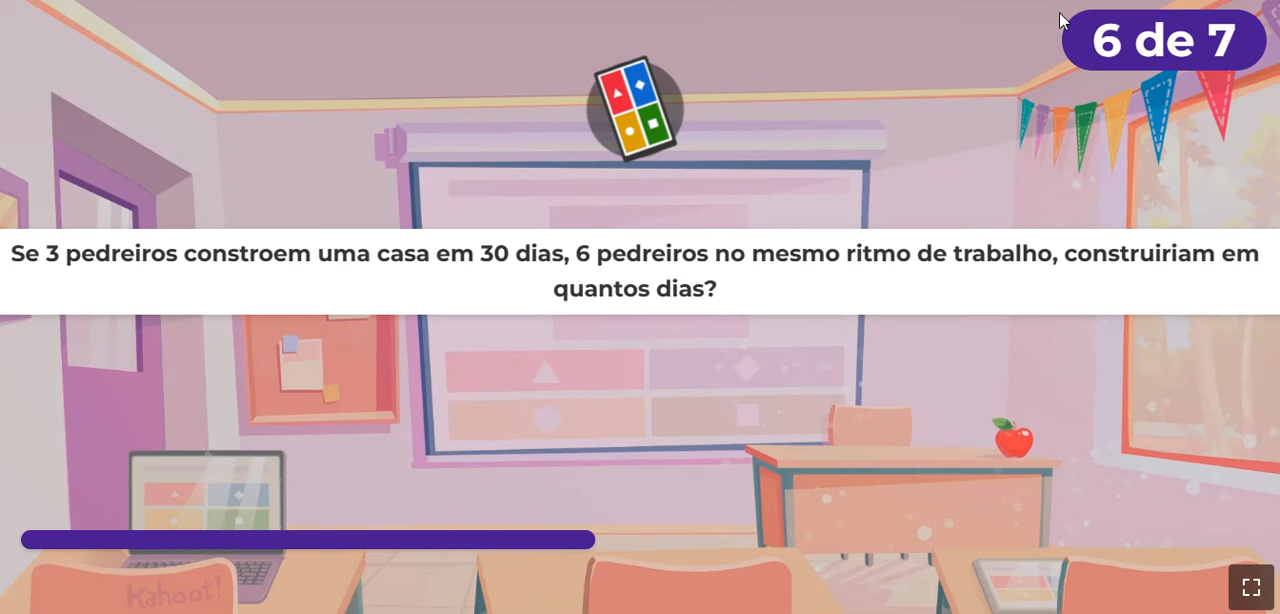 6 de 7
Se 3 pedreiros constroem uma casa em 30 dias, 6 pedreiros no mesmo ritmo de trabalho, construiriam em
quantos dias?
Kahoot!